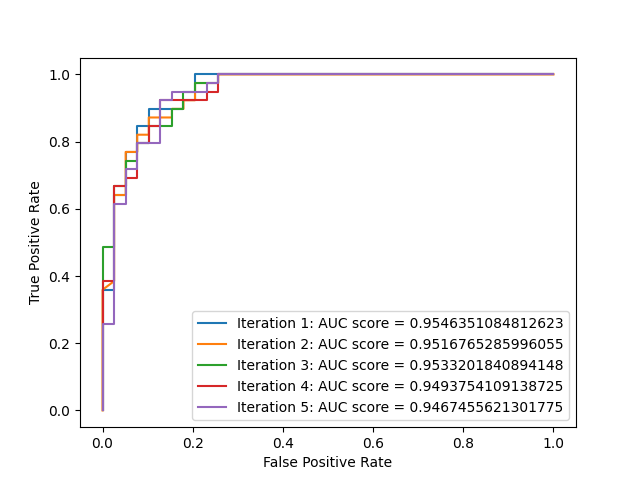 1.0
0.8
0.6
0.4
0.2
0.0
True Positive Rate
Iteration 1: AUC score = 0.9546351084812623
Iteration 2: AUC score = 0.9516765285996055
Iteration 3: AUC score = 0.9533201840894148
Iteration 4: AUC score = 0.9493754109138725
Iteration 5: AUC score = 0.9467455621301775
0.0 0.2 0.4 0.6 0.8 1.0
False Positive Rate